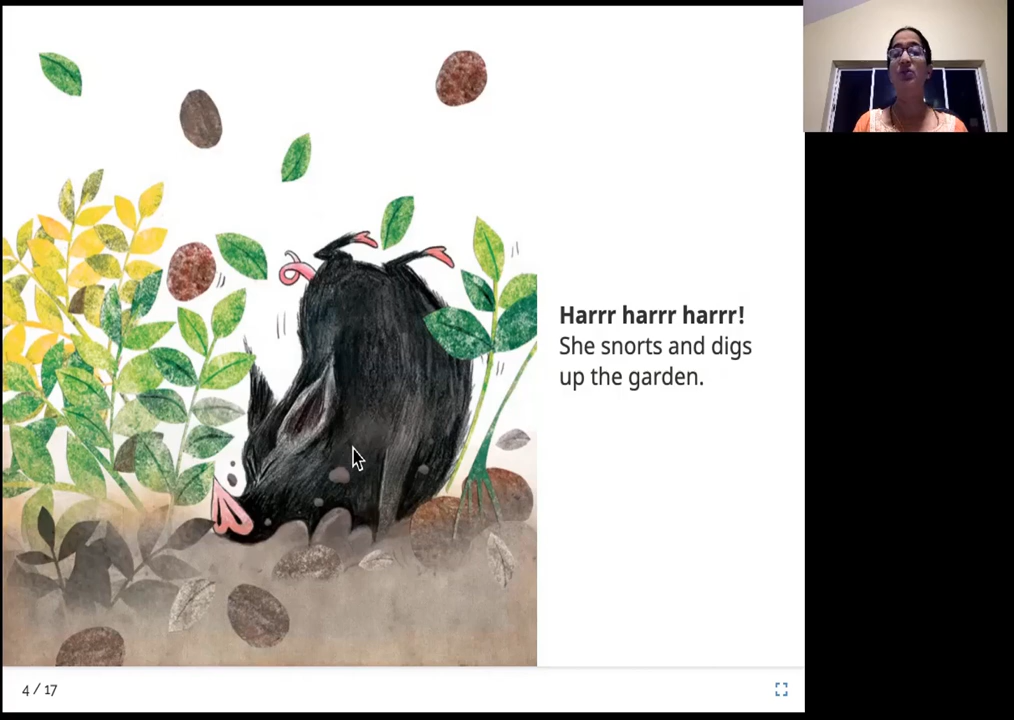 Harrr harrr harrr!
She snorts and digs
up the garden.
4 / 17